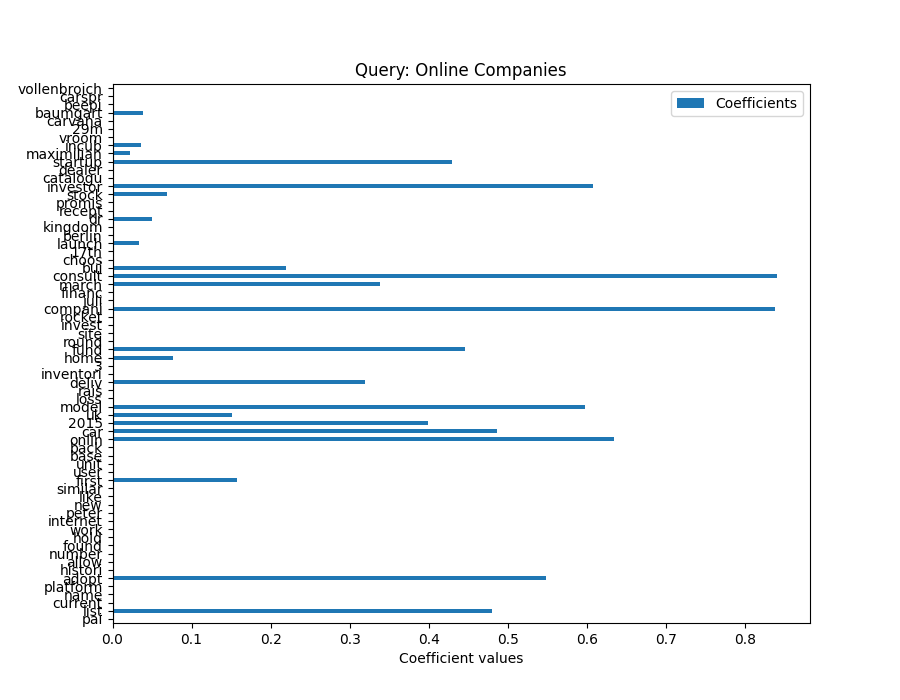 Query: Online Companies
Coefficients
vollenbroich
carspr
beepi
baumgart
carvana
29m
vroom
incub
maximilian
startup
dealer
catalogu
investor
stock
promis
recent
dr
kingdom
berlin
launch
17th
choos
bui
consult
march
financ
juli
compani
rocket
invest
site
round
fund
home
3
inventori
deliv
rais
loss
model
uk
2015
car
onlin
back
base
unit
user
first
similar
like
new
peter
internet
work
hold
found
number
allow
histori
adopt
platform
name
current
list
pai
0.0 0.1 0.2 0.3 0.4 0.5 0.6 0.7 0.8
Coefficient values